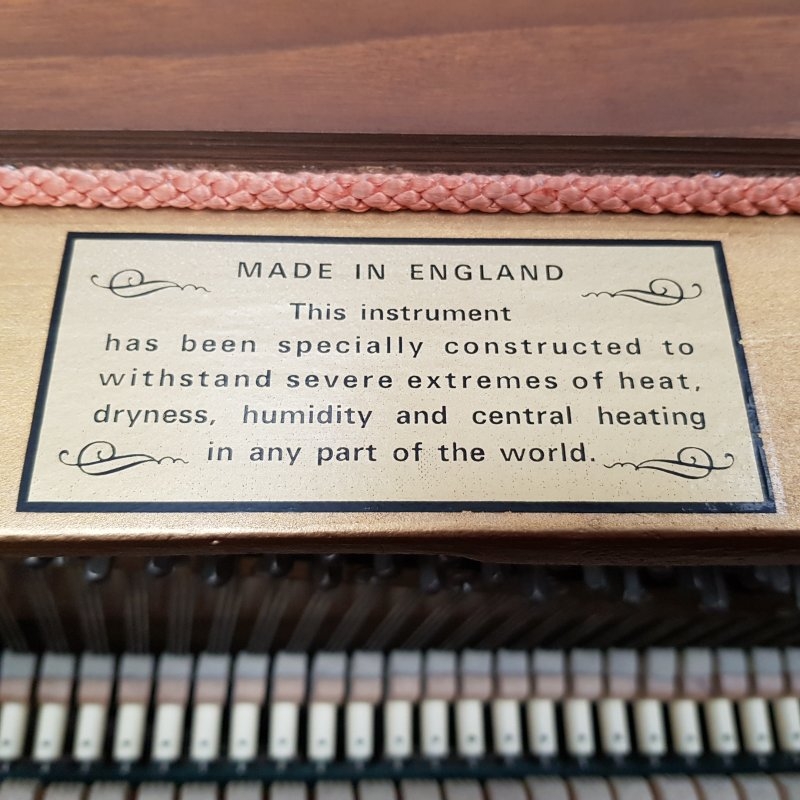 MADE IN ENGLAND
This instrument
has been specially constructed to
withstand severe extremes of heat,
dryness, humidity and central heating
in any part of the world.